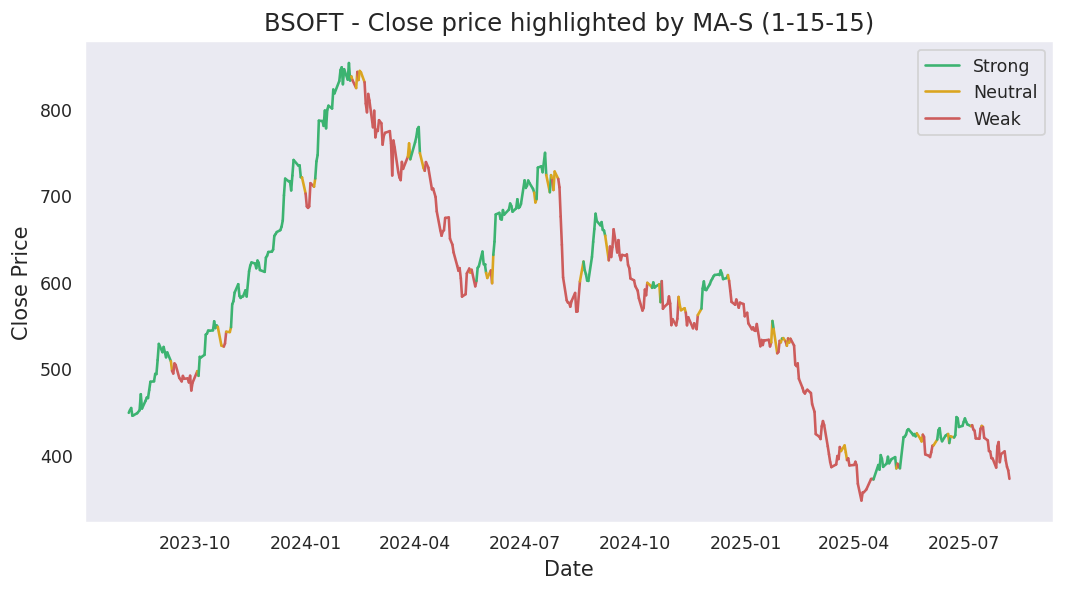 BSOFT - Close price highlighted by MA-S (1-15-15)
Strong
Neutral
Weak
Close Price
800
700
600
500
400
2023-10
2024-01
2024-04
2024-07
2024-10
2025-01
2025-04
2025-07
Date